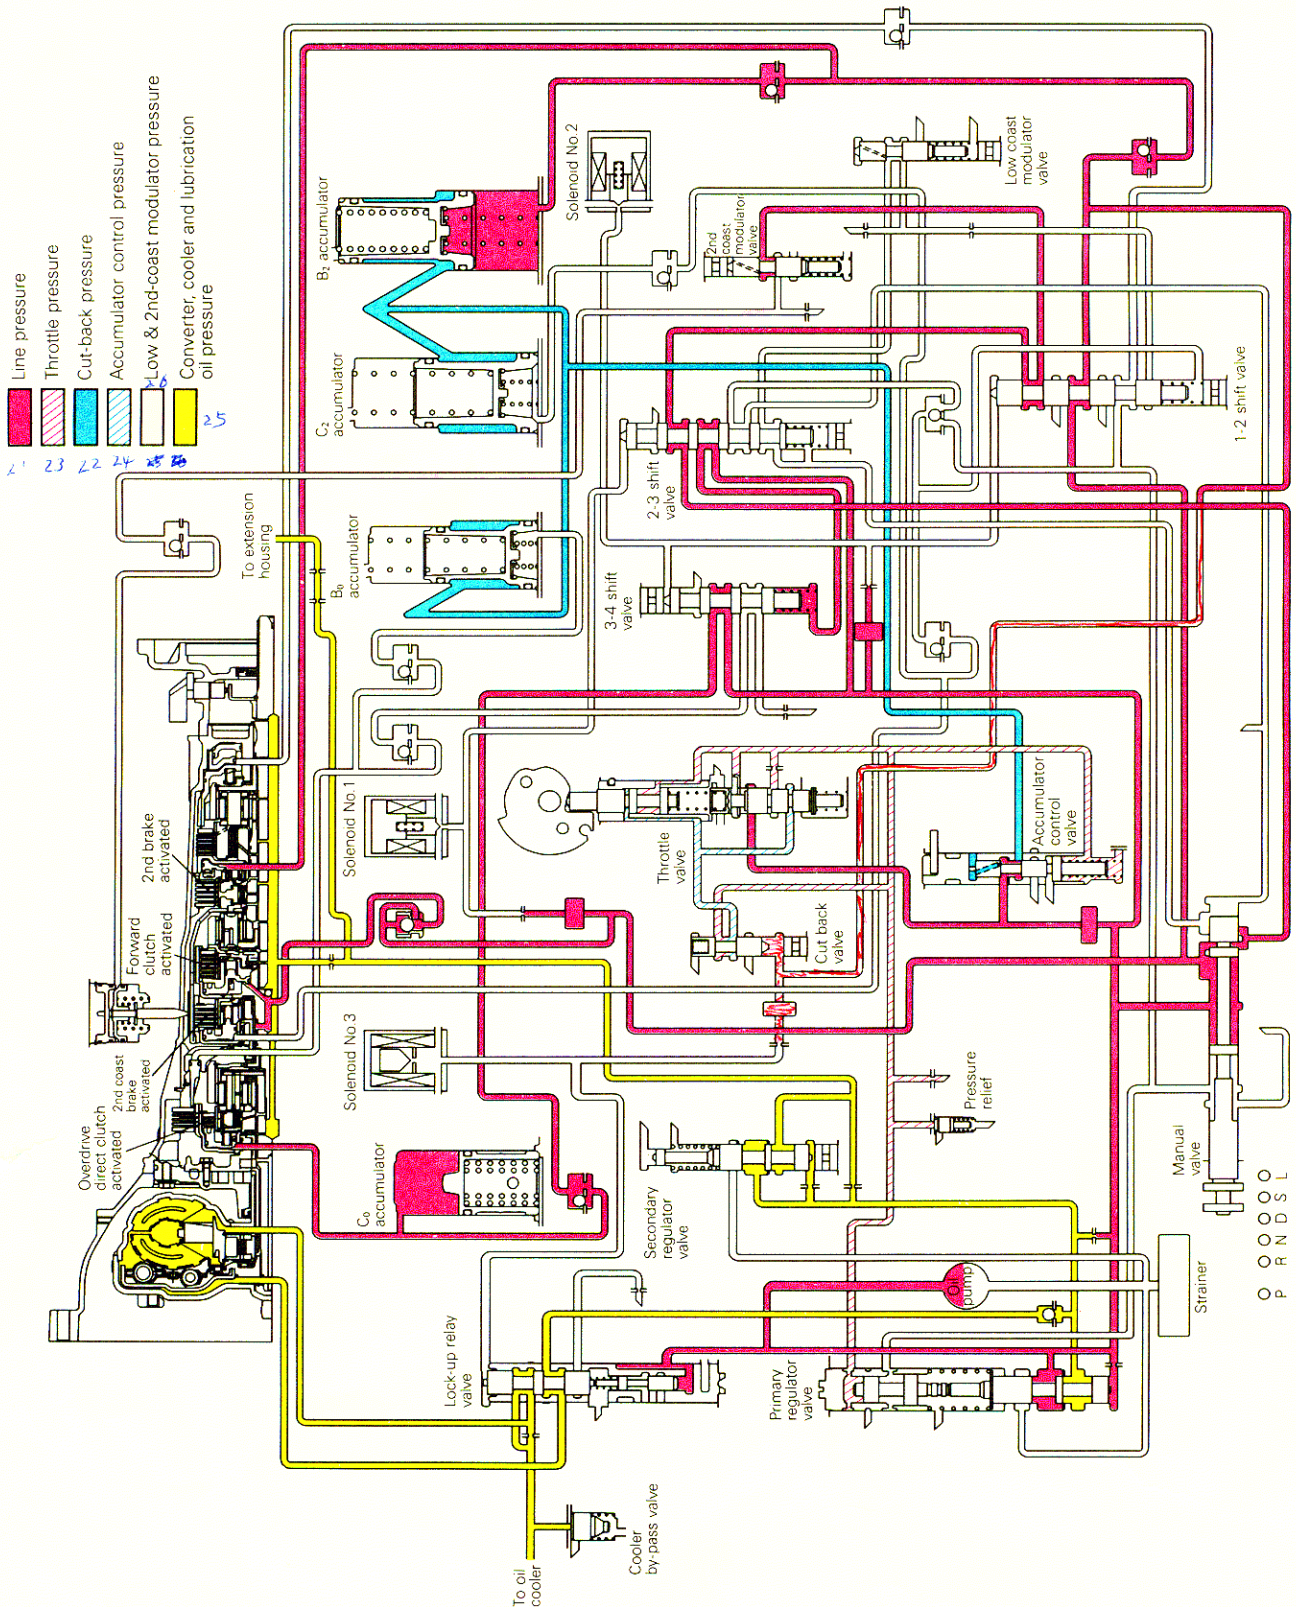 Line pressure
Throttle pressure
Cut-back pressure
Accumulator control pressure
Low & 2nd-coast modulator pressure
Converter, cooler and lubrication
oil pressure
23
22
24
25
B₂ accumulator
C₂
accumulator
B₀
accumulator
To extension
housing
Solenoid No.2
Low coast
modulator
valve
2nd
coast
modulator
valve
1-2 shift valve
2-3 shift
valve
3-4 shift
valve
2nd brake
activated
Forward
clutch
activated
2nd coast
brake
activated
Overdrive
direct clutch
activated
Solenoid No.1
Throttle
valve
Accumulator
control
valve
Cut back
valve
Solenoid No.3
Pressure
relief
C₀
accumulator
Secondary
regulator
valve
Manual
valve
P R N D S L
Oil
pump
Strainer
Lock-up relay
valve
Primary
regulator
valve
Cooler
by-pass valve
To oil
cooler